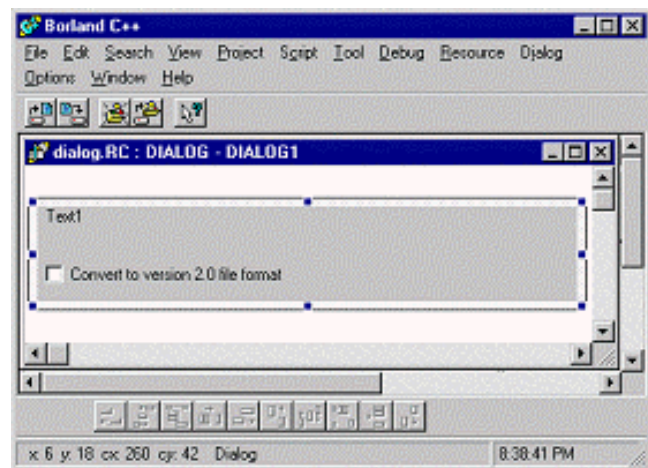 Borland C++
File Edit Search View Project Script Tool Debug Resource Dialog
Options Window Help
dialog.RC : DIALOG - DIALOG1
Text1
Convert to version 2.0 file format
x: 6 y: 18 cx: 260 cy: 42 Dialog 8:38:41 PM